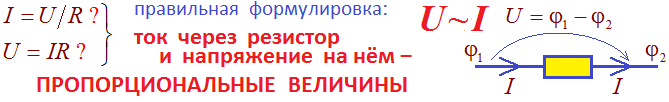 I = U/R ?
U = IR ?
правильная формулировка:
ток через резистор
и напряжение на нём –
ПРОПОРЦИОНАЛЬНЫЕ ВЕЛИЧИНЫ
U~I
U = φ₁ – φ₂
φ₁
φ₂
I
I